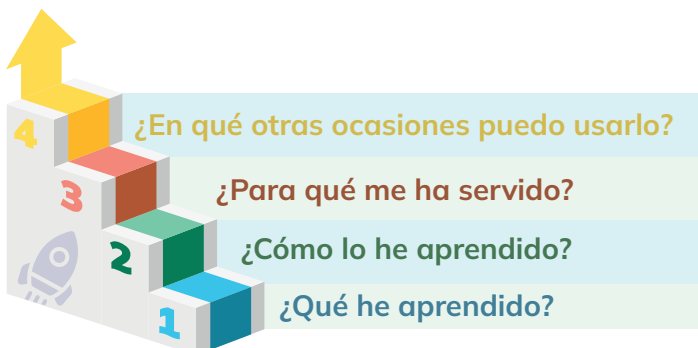 4 ¿En qué otras ocasiones puedo usarlo?
3 ¿Para qué me ha servido?
2 ¿Cómo lo he aprendido?
1 ¿Qué he aprendido?